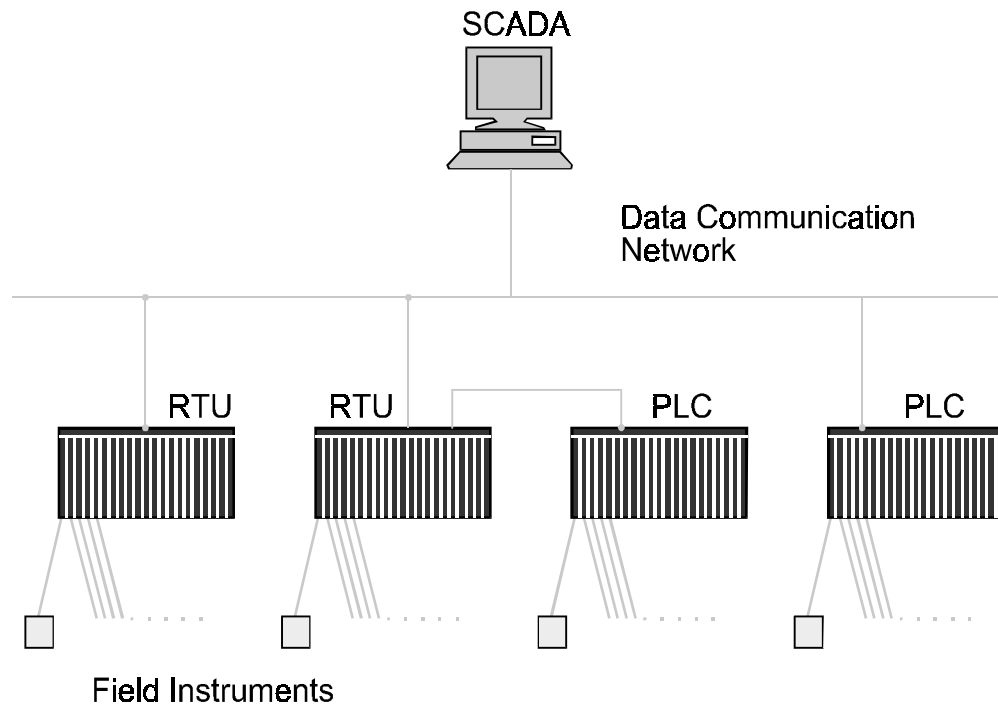 SCADA
Data Communication
Network
RTU
RTU
PLC
PLC
Field Instruments